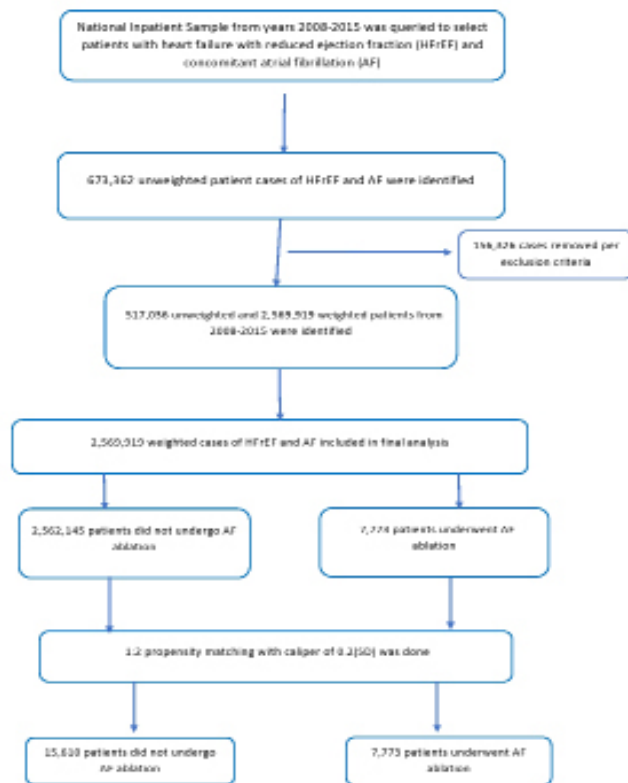 National Inpatient Sample from years 2008-2015 was queried to select
patients with heart failure with reduced ejection fraction (HFrEF) and
concomitant atrial fibrillation (AF)
673,362 unweighted patient cases of HFrEF and AF were identified
156,326 cases removed per
exclusion criteria
517,036 unweighted and 2,569,919 weighted patients from
2008-2015 were identified
2,569,919 weighted cases of HFrEF and AF included in final analysis
2,562,145 patients did not undergo AF
ablation
patients underwent AF
ablation
1:2 propensity matching with caliper of 0.2(SD) was done
15,610 patients did not undergo
AF ablation
7,773 patients underwent AF
ablation